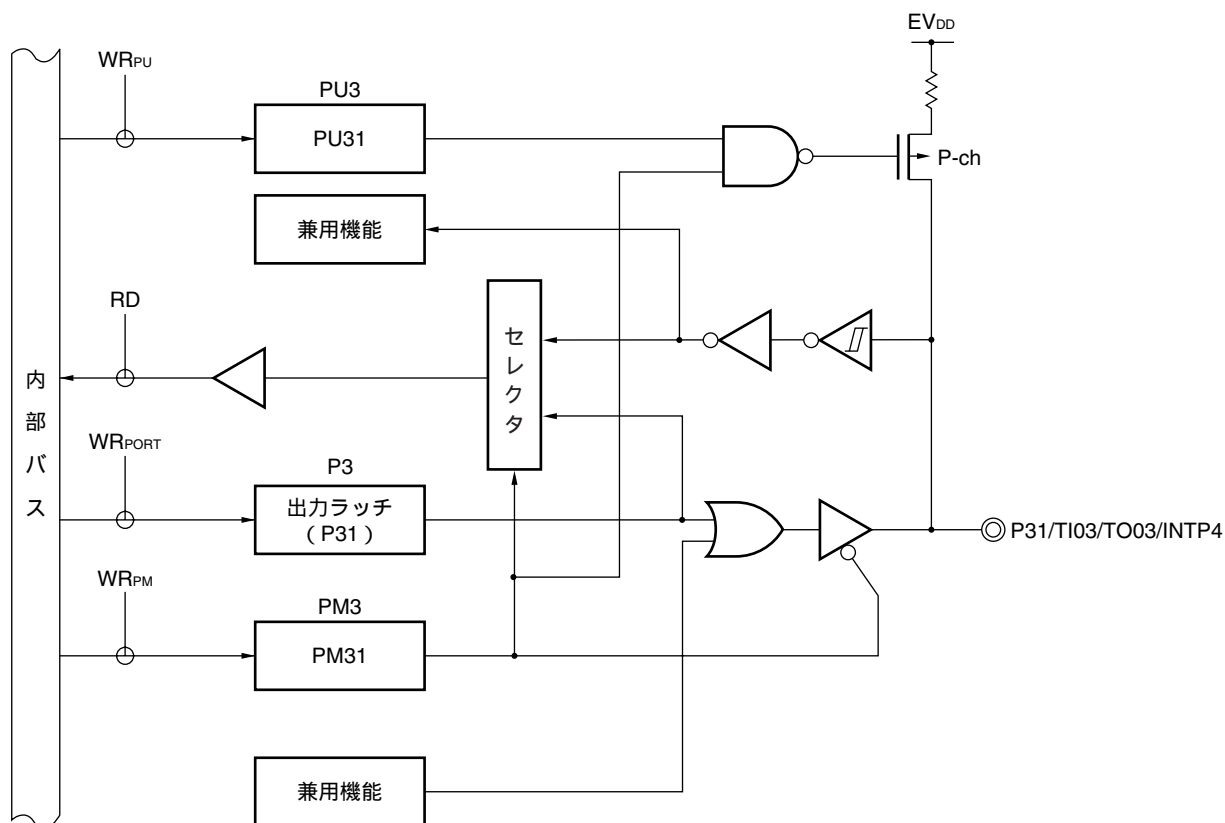 EVDD
WRPU
PU3
PU31
P-ch
兼用機能
RD
セレクタ
内部バス
WRPORT
P3
出力ラッチ
（P31）
P31/TI03/TO03/INTP4
WRPM
PM3
PM31
兼用機能